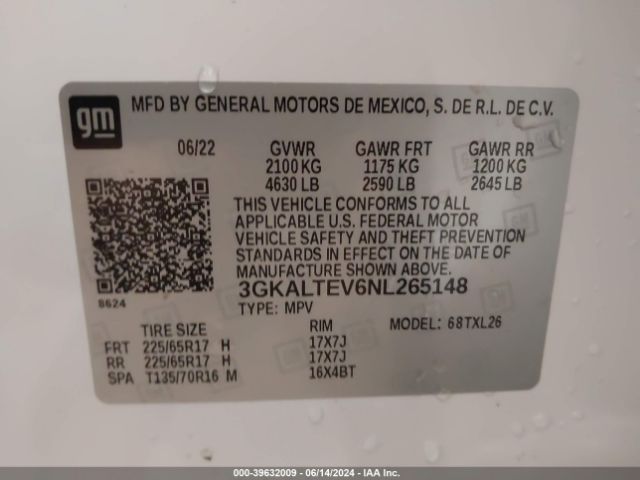 gm
MFD BY GENERAL MOTORS DE MEXICO, S. DE R.L. DE C.V.
06/22 GVWR GAWR FRT GAWR RR
2100 KG 1175 KG 1200 KG
4630 LB 2590 LB 2645 LB
THIS VEHICLE CONFORMS TO ALL
APPLICABLE U.S. FEDERAL MOTOR
VEHICLE SAFETY AND THEFT PREVENTION
STANDARDS IN EFFECT ON THE DATE OF
MANUFACTURE SHOWN ABOVE.
8624
3GKALTEV6NL265148
TYPE: MPV
TIRE SIZE RIM MODEL: 68TXL26
FRT 225/65R17 H 17X7J
RR 225/65R17 H 17X7J
SPA T135/70R16 M 16X4BT
000-39632009 - 06/14/2024 - IAAI.COM